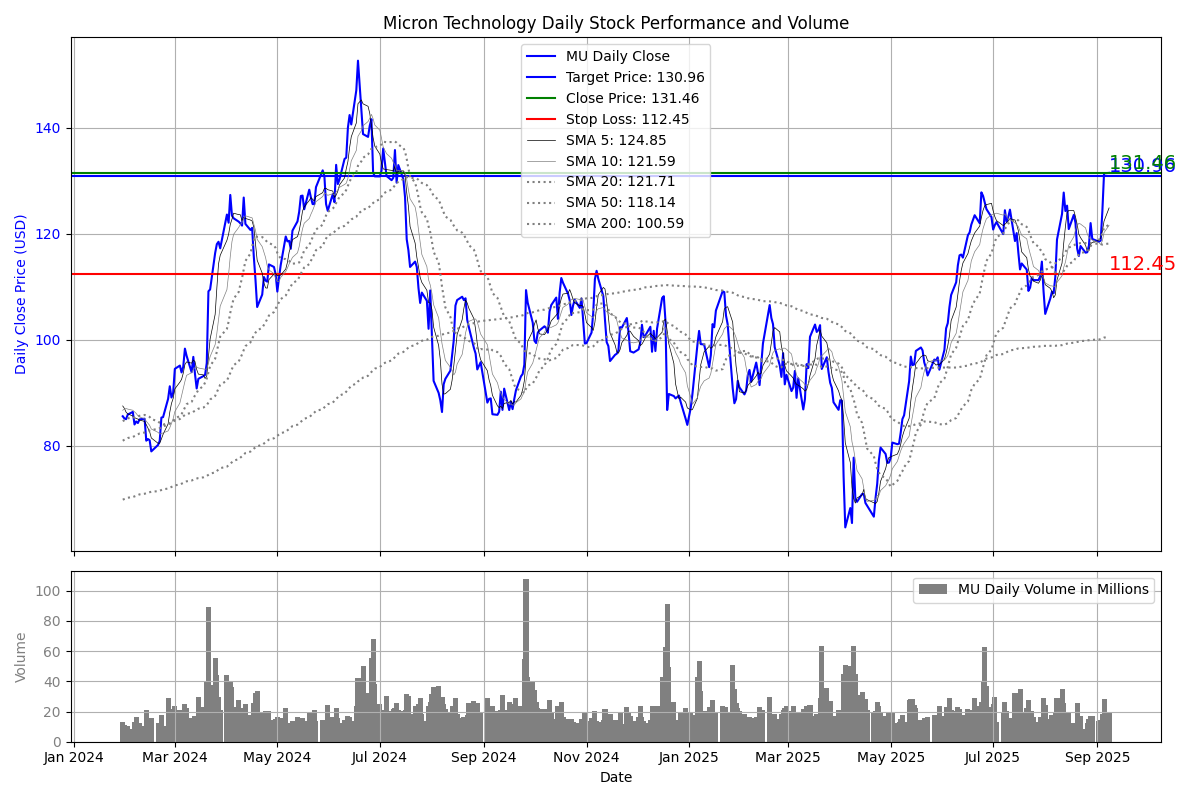 Micron Technology Daily Stock Performance and Volume
MU Daily Close
Target Price: 130.96
Close Price: 131.46
Stop Loss: 112.45
SMA 5: 124.85
SMA 10: 121.59
SMA 20: 121.71
SMA 50: 118.14
SMA 200: 100.59
Daily Close Price (USD)
140
120
100
80
131.46
130.96
112.45
MU Daily Volume in Millions
Volume
100
80
60
40
20
0
Jan 2024
Mar 2024
May 2024
Jul 2024
Sep 2024
Nov 2024
Jan 2025
Mar 2025
May 2025
Jul 2025
Sep 2025
Date